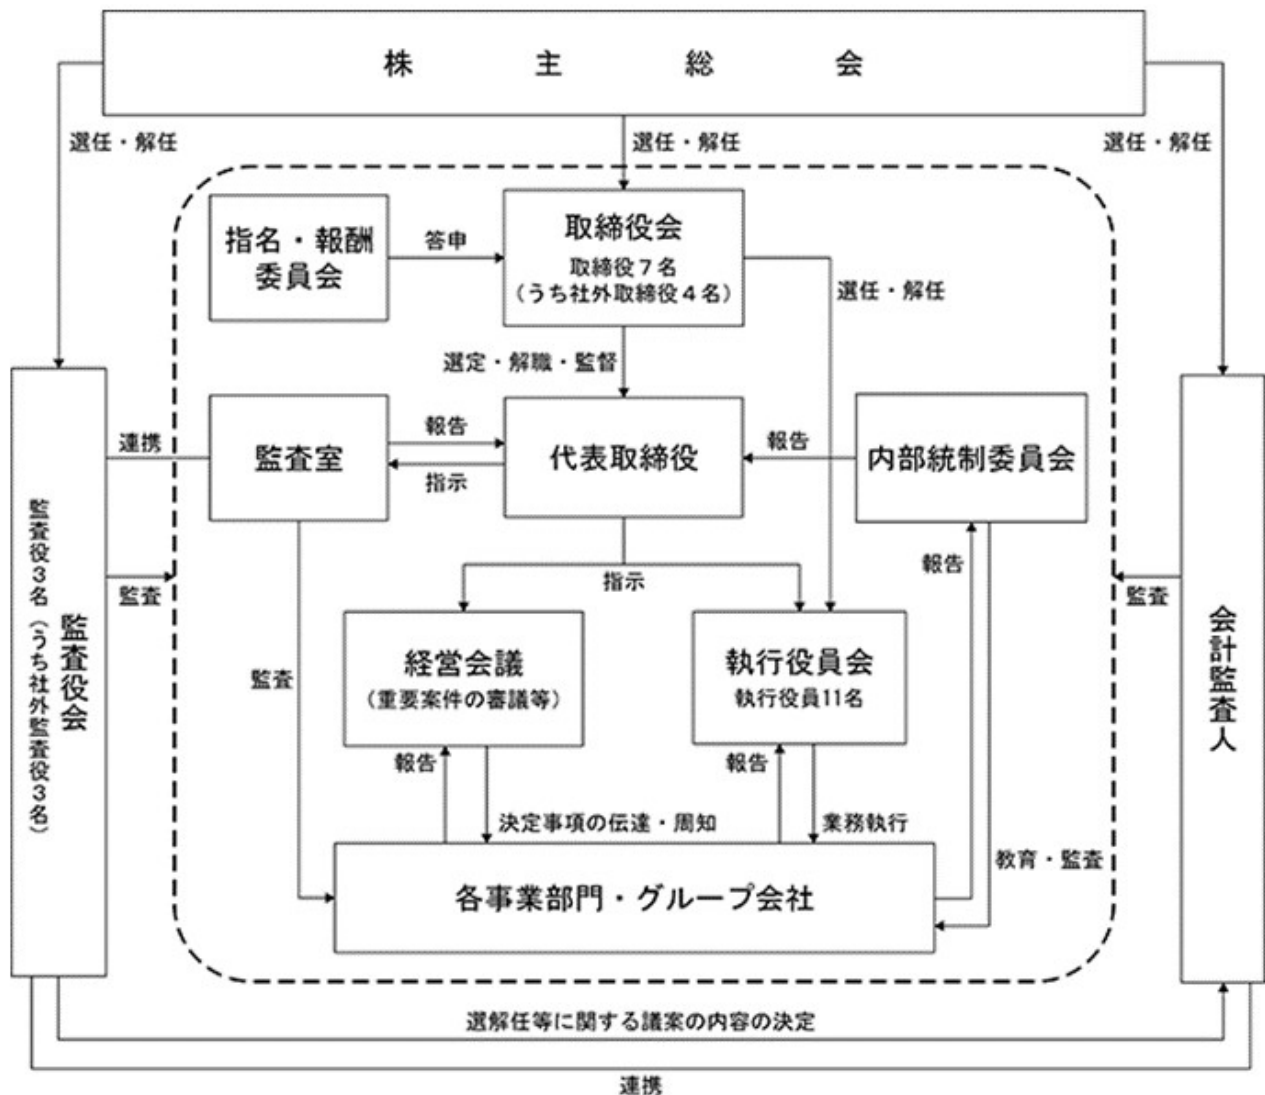 株主総会
選任・解任
選任・解任
選任・解任
指名・報酬
委員会
答申
取締役会
取締役7名
（うち社外取締役4名）
選任・解任
選定・解職・監督
連携
監査室
報告
指示
代表取締役
報告
内部統制委員会
監査役会
監査役3名（うち社外監査役3名）
監査
指示
報告
監査
会計監査人
監査
経営会議
（重要案件の審議等）
執行役員会
執行役員11名
報告
決定事項の伝達・周知
報告
業務執行
教育・監査
各事業部門・グループ会社
選解任等に関する議案の内容の決定
連携